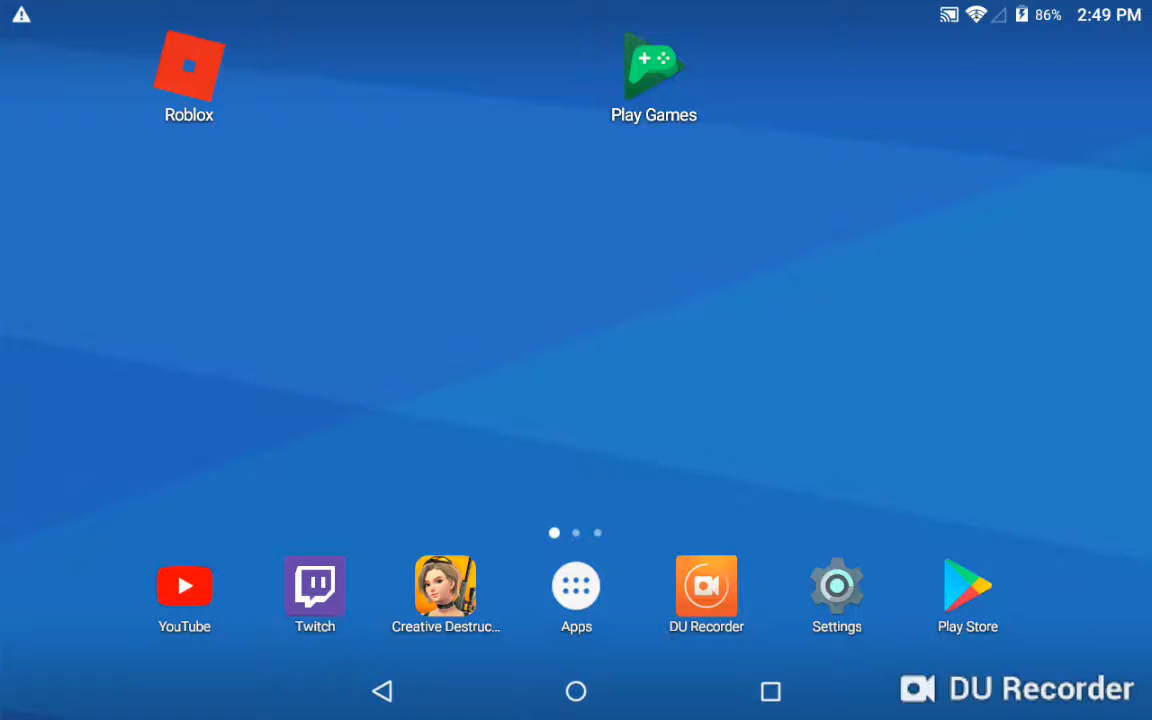 86% 2:49 PM
Roblox
Play Games
YouTube
Twitch
Creative Destruc...
Apps
DU Recorder
Settings
Play Store
DU Recorder